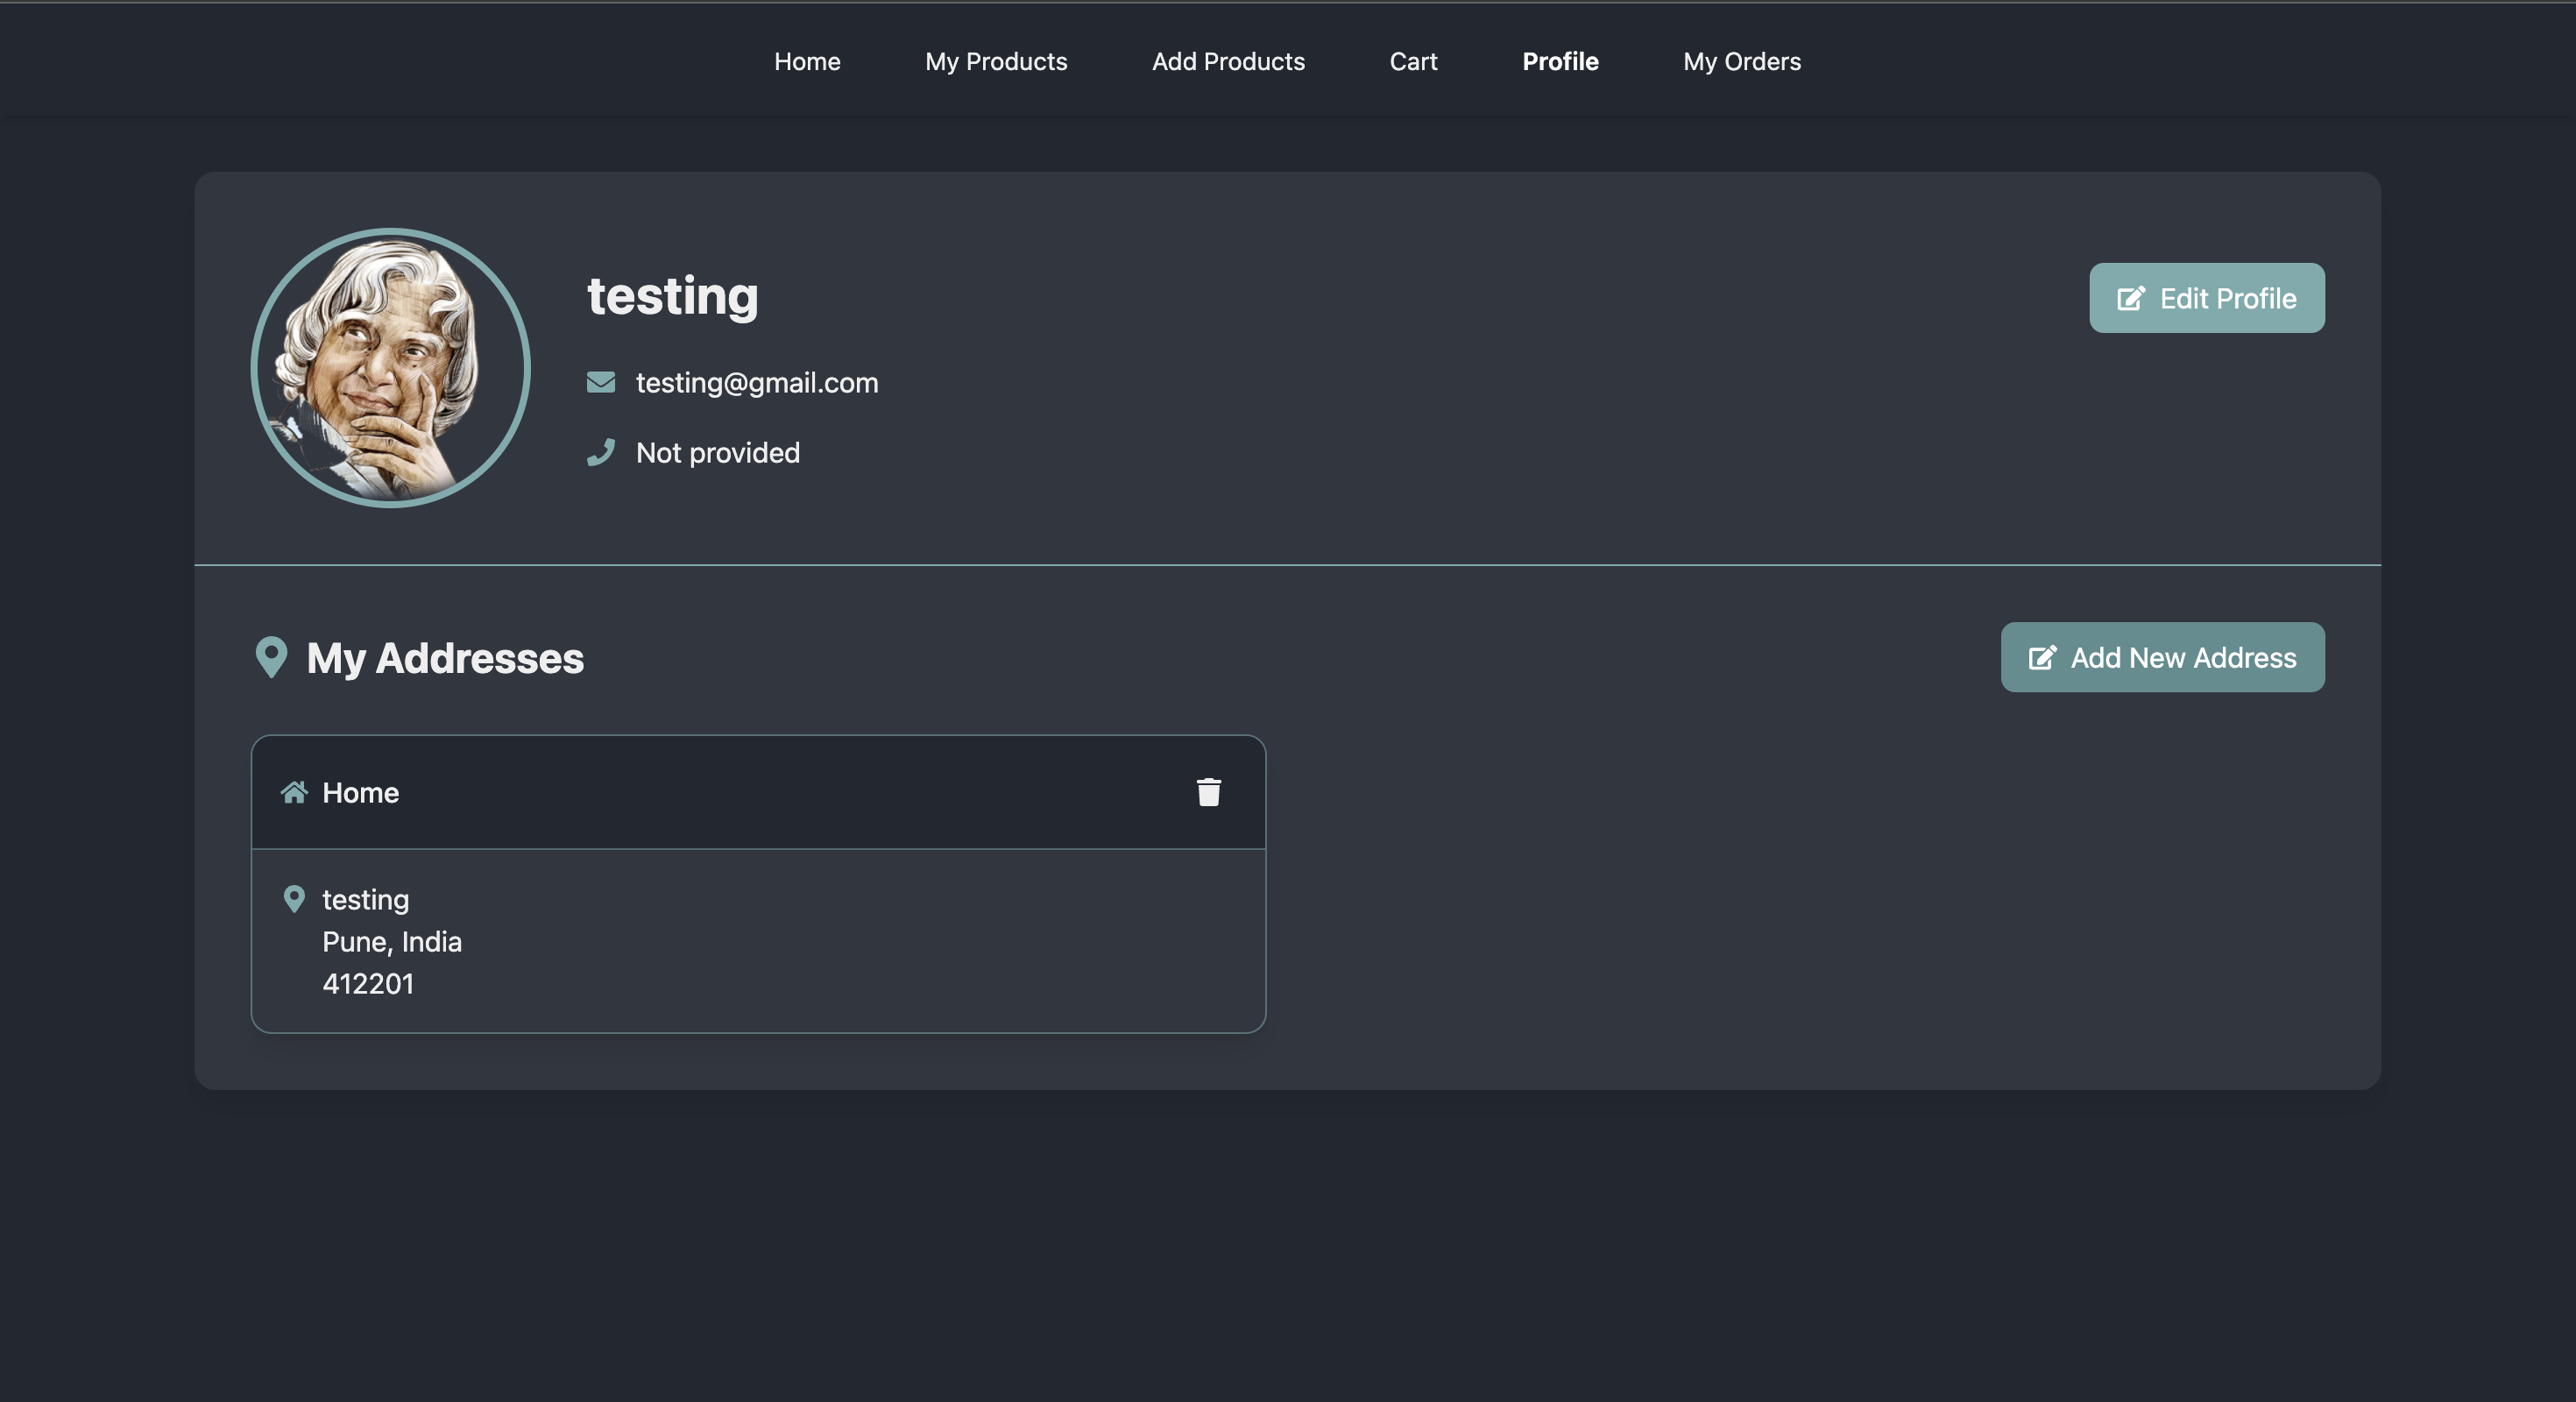 Home My Products Add Products Cart Profile My Orders
testing
Edit Profile
testing@gmail.com
Not provided
My Addresses
Add New Address
Home
testing
Pune, India
412201